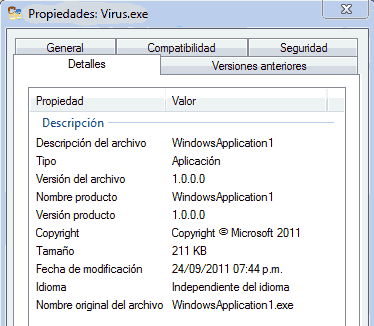 Propiedades: Virus.exe
General Compatibilidad Seguridad
Detalles Versiones anteriores
Propiedad Valor
Descripción
Descripción del archivo WindowsApplication1
Tipo Aplicación
Versión del archivo 1.0.0.0
Nombre producto WindowsApplication1
Versión producto 1.0.0.0
Copyright Copyright © Microsoft 2011
Tamaño 211 KB
Fecha de modificación 24/09/2011 07:44 p.m.
Idioma Independiente del idioma
Nombre original del archivo WindowsApplication1.exe